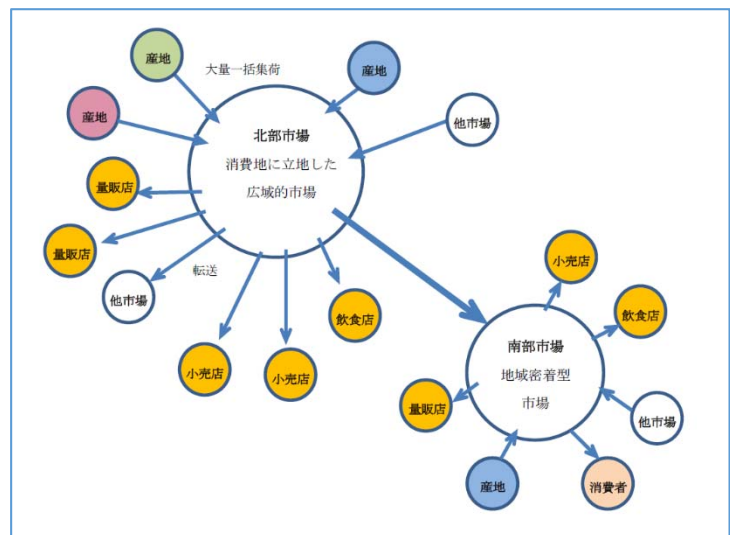 産地
大量一括集荷
産地
産地
他市場
北部市場
消費地に立地した
広域的市場
量販店
量販店
他市場
転送
小売店
小売店
飲食店
小売店
飲食店
南部市場
地域密着型
市場
量販店
他市場
産地
消費者